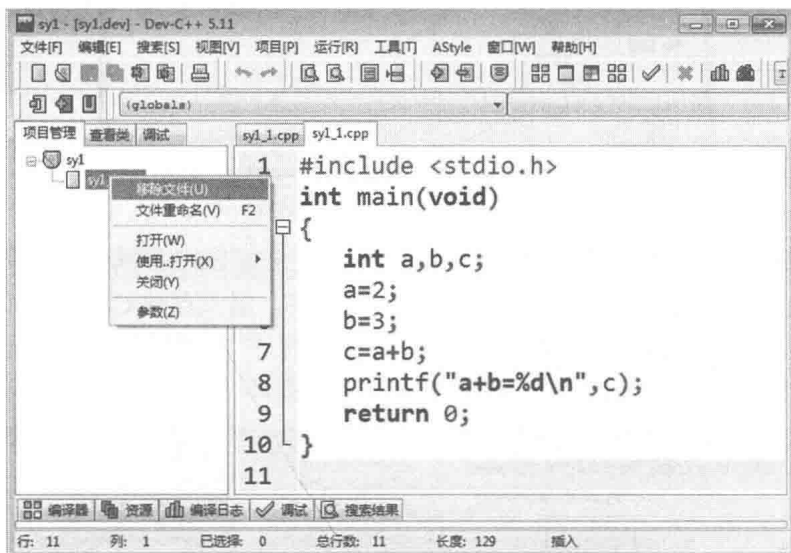 sy1 - [sy1.dev] - Dev-C++ 5.11
文件[F] 编辑[E] 搜索[S] 视图[V] 项目[P] 运行[R] 工具[T] AStyle 窗口[W] 帮助[H]
(globals)
项目管理 查看类 调试
sy1_1.cpp sy1_1.cpp
sy1
sy1
移除文件(U)
文件重命名(V) F2
打开(W)
使用..打开(X)
关闭(Y)
参数(Z)
1 #include <stdio.h>
int main(void)
{
int a,b,c;
a=2;
b=3;
7 c=a+b;
8 printf("a+b=%d\n",c);
9 return 0;
10 }
11
编译器 资源 编译日志 调试 搜索结果
行: 11 列: 1 已选择: 0 总行数: 11 长度: 129 插入